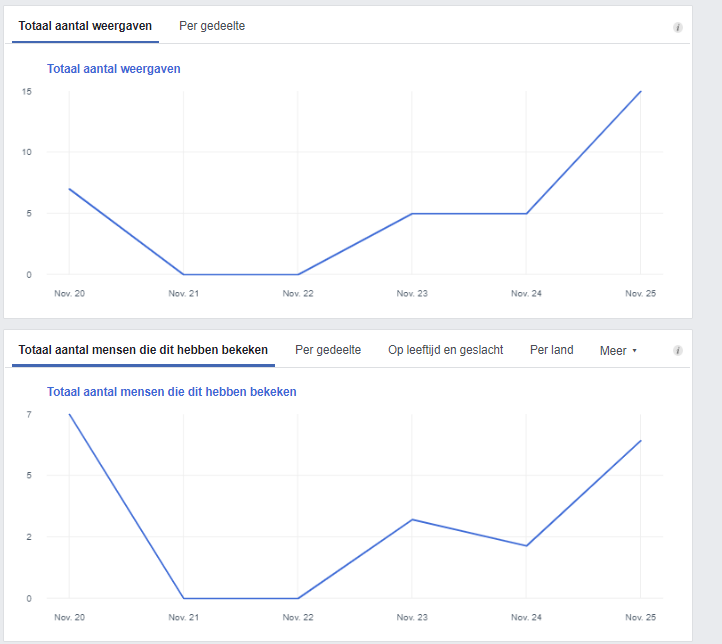 Totaal aantal weergaven Per gedeelte i
Totaal aantal weergaven
15
10
5
0
Nov. 20 Nov. 21 Nov. 22 Nov. 23 Nov. 24 Nov. 25
Totaal aantal mensen die dit hebben bekeken Per gedeelte Op leeftijd en geslacht Per land Meer i
Totaal aantal mensen die dit hebben bekeken
7
5
2
0
Nov. 20 Nov. 21 Nov. 22 Nov. 23 Nov. 24 Nov. 25